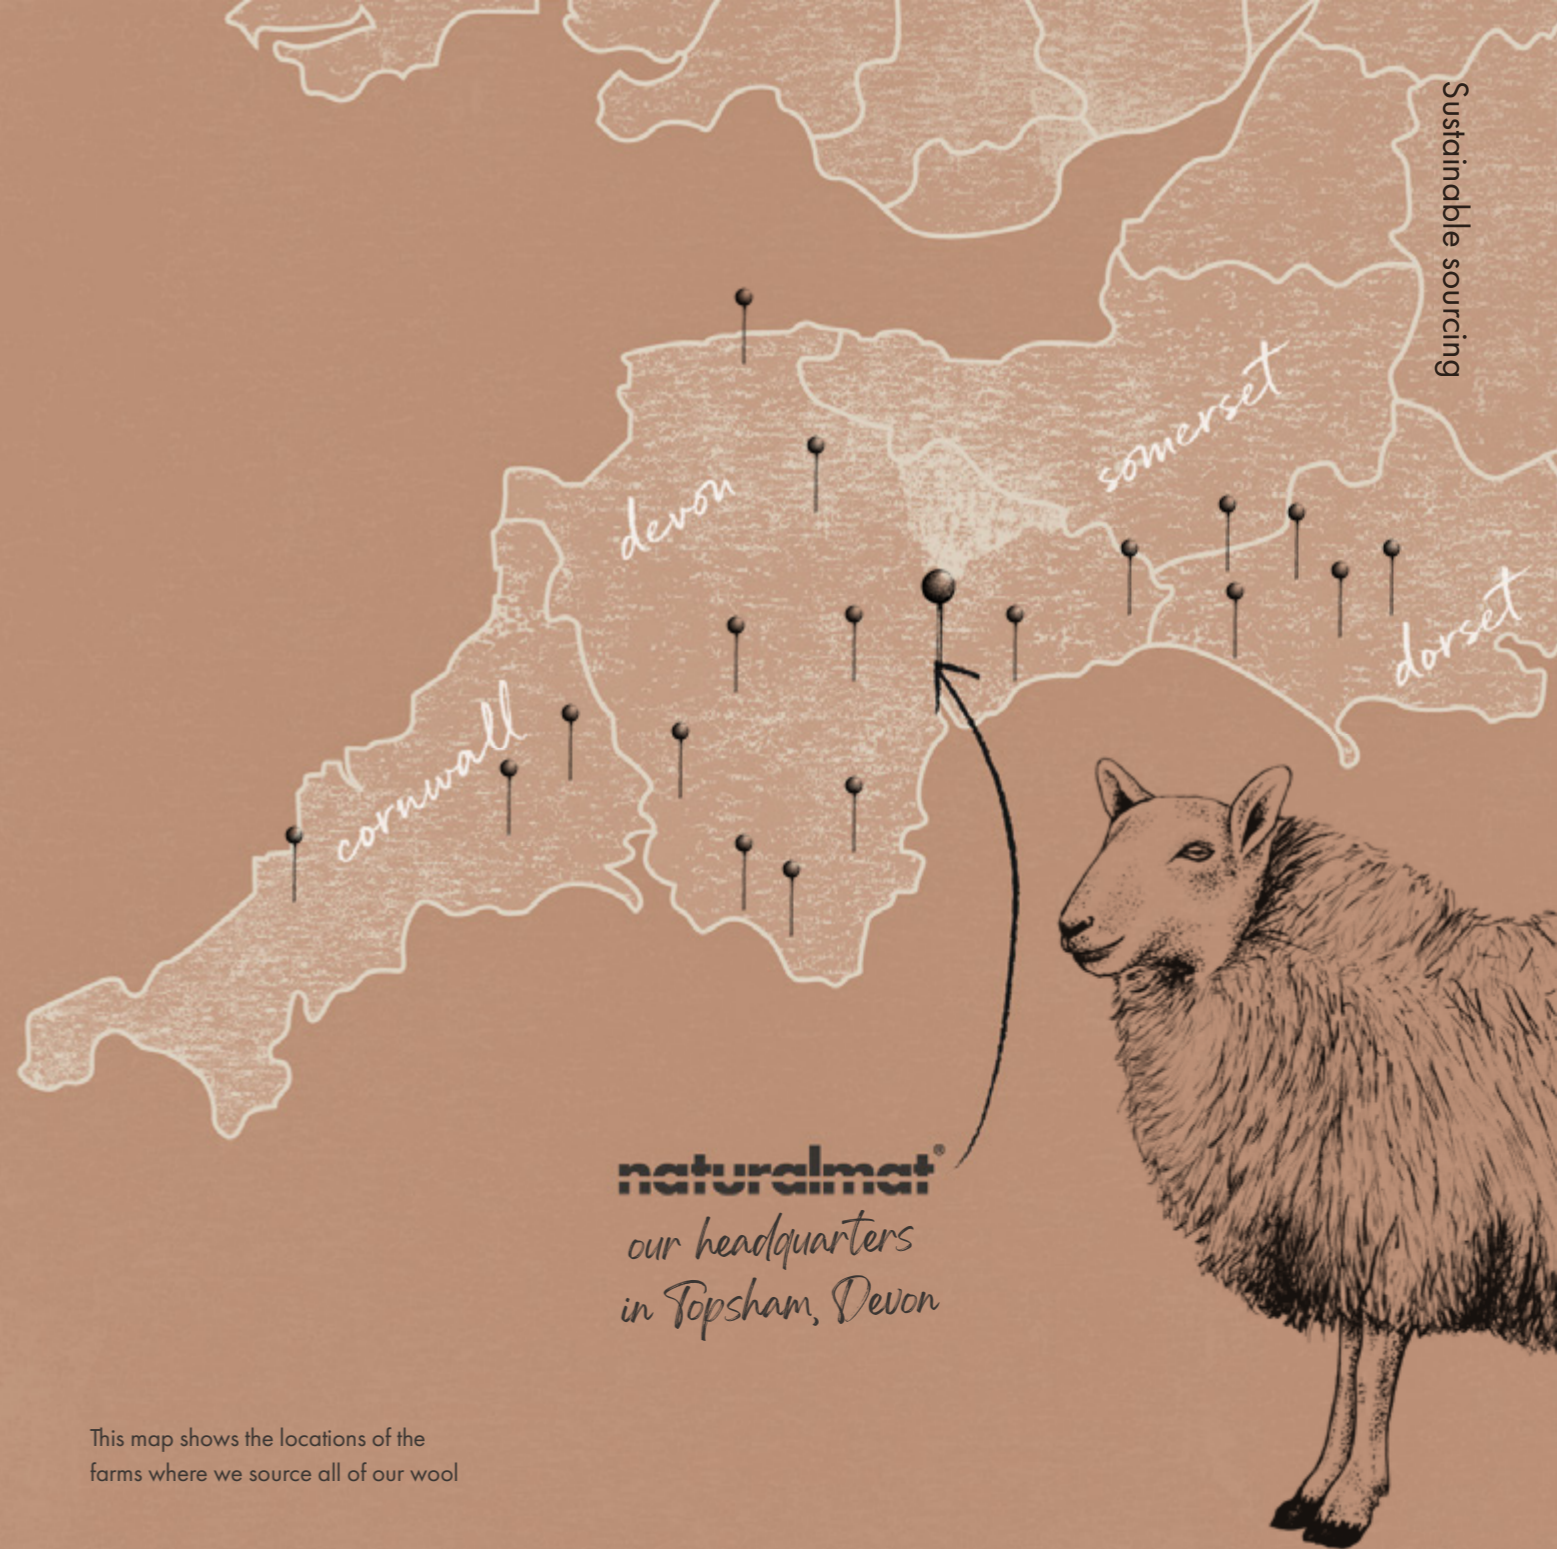 Sustainable sourcing
somerset
devon
dorset
cornwall
naturalmat®
our headquarters
in Topsham, Devon
This map shows the locations of the
farms where we source all of our wool